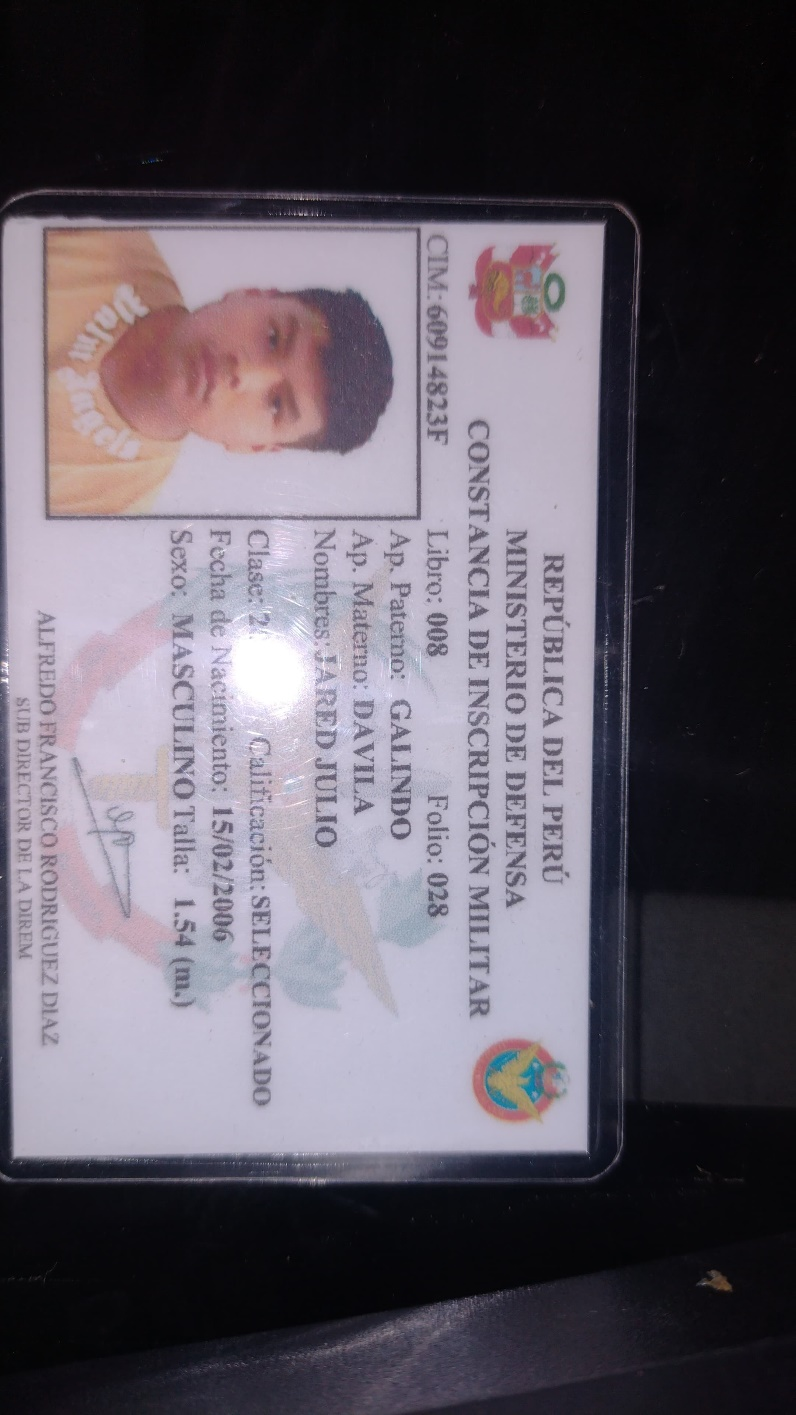 REPÚBLICA DEL PERÚ
MINISTERIO DE DEFENSA
CONSTANCIA DE INSCRIPCIÓN MILITAR
CIM: 60914823F Libro: 008 Folio: 028
Ap. Paterno: GALINDO
Ap. Materno: DAVILA
Nombres: JARED JULIO
Clase: Calificación: SELECCIONADO
Fecha de Nacimiento: 15/02/2006
Sexo: MASCULINO Talla: 1.54 (m.)
Palm Angels
ALFREDO FRANCISCO RODRIGUEZ DIAZ
SUB DIRECTOR DE LA DIREM